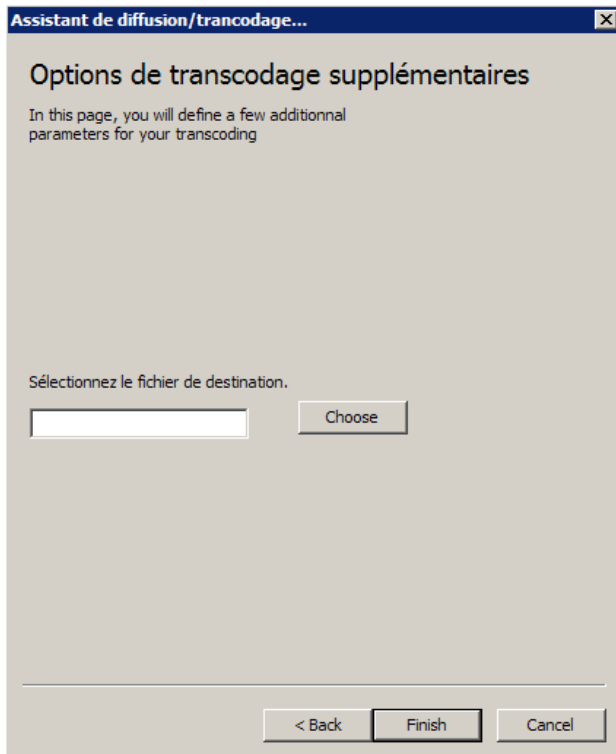 Assistant de diffusion/trancodage...
Options de transcodage supplémentaires
In this page, you will define a few additionnal
parameters for your transcoding
Sélectionnez le fichier de destination.
Choose
< Back
Finish
Cancel